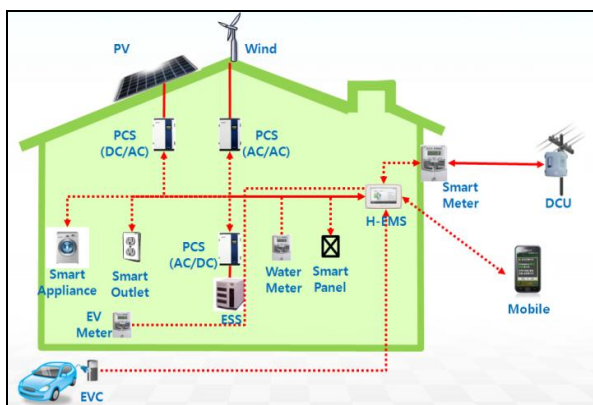 PV
Wind
PCS
(DC/AC)
PCS
(AC/AC)
Smart
Meter
DCU
H-EMS
Smart
Appliance
Smart
Outlet
PCS
(AC/DC)
Water
Meter
Smart
Panel
ESS
EV
Meter
Mobile
EVC